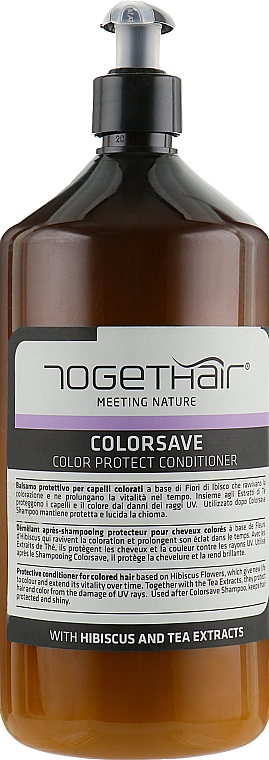 TOGETHair®
MEETING NATURE
COLORSAVE
COLOR PROTECT CONDITIONER
Balsamo protettivo per capelli colorati a base di Fiori di Ibisco che ravvivano la
colorazione e ne prolungano la vitalità nel tempo. Insieme agli Estratti di Tè
proteggono i capelli e il colore dai danni dei raggi UV. Utilizzato dopo Colorsave
Shampoo mantiene protetta e lucida la chioma.
Démêlant après-shampooing protecteur pour cheveux colorés à base de Fleurs
d'Hibiscus qui ravivent la coloration et prolongent son éclat dans le temps. Avec les
Extraits de Thé, ils protègent les cheveux et la couleur contre les rayons UV. Utilisé
après le Shampooing Colorsave, il protège la chevelure et la rend brillante.
Protective conditioner for colored hair based on Hibiscus Flowers, which give new life
to colour and extend its vitality over time. Together with the Tea Extracts, they protect
hair and color from the damage of UV rays. Used after Colorsave Shampoo, keeps hair
protected and shiny.
WITH HIBISCUS AND TEA EXTRACTS